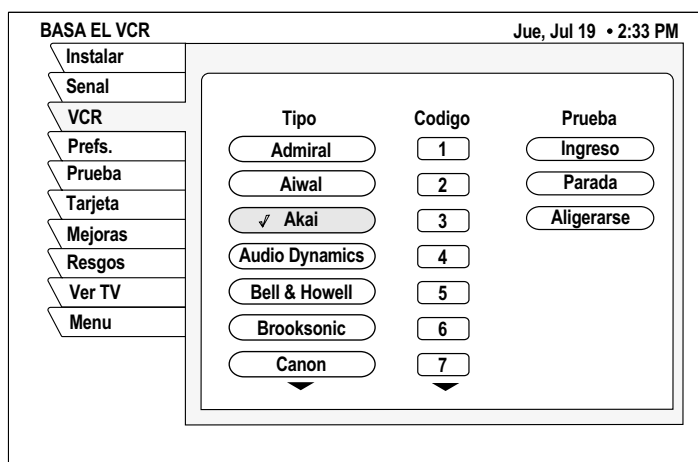 BASA EL VCR Jue, Jul 19 • 2:33 PM
Instalar
Senal
VCR
Prefs.
Prueba
Tarjeta
Mejoras
Resgos
Ver TV
Menu
Tipo Codigo Prueba
Admiral 1 Ingreso
Aiwal 2 Parada
✓ Akai 3 Aligerarse
Audio Dynamics 4
Bell & Howell 5
Brooksonic 6
Canon 7